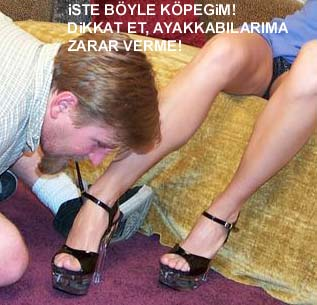 iSTE BÖYLE KÖPEGiM!
DiKKAT ET, AYAKKABILARIMA
ZARAR VERME!